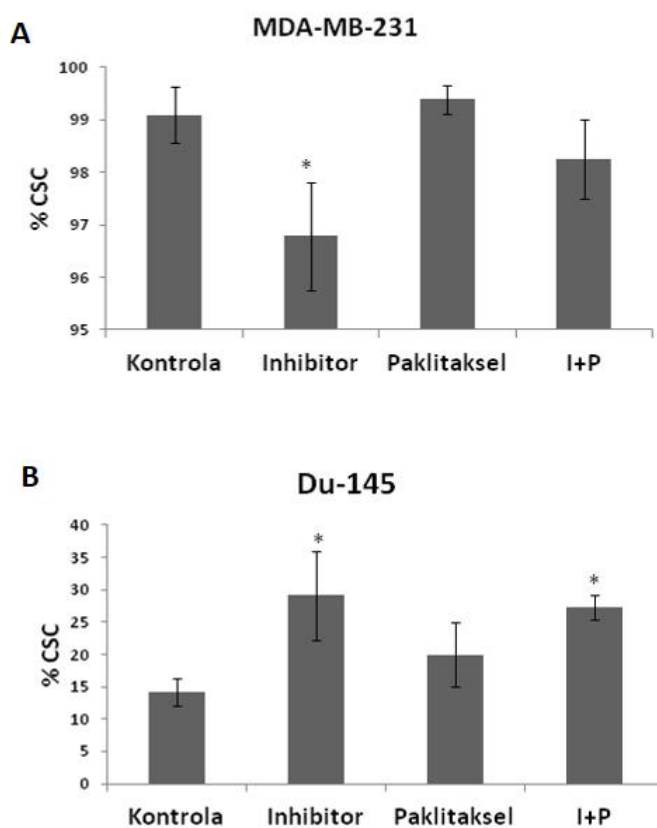 A
MDA-MB-231
% CSC
100
99
98
97
96
95
*
Kontrola Inhibitor Paklitaksel I+P
B
Du-145
% CSC
40
35
30
25
20
15
10
5
0
*
*
Kontrola Inhibitor Paklitaksel I+P